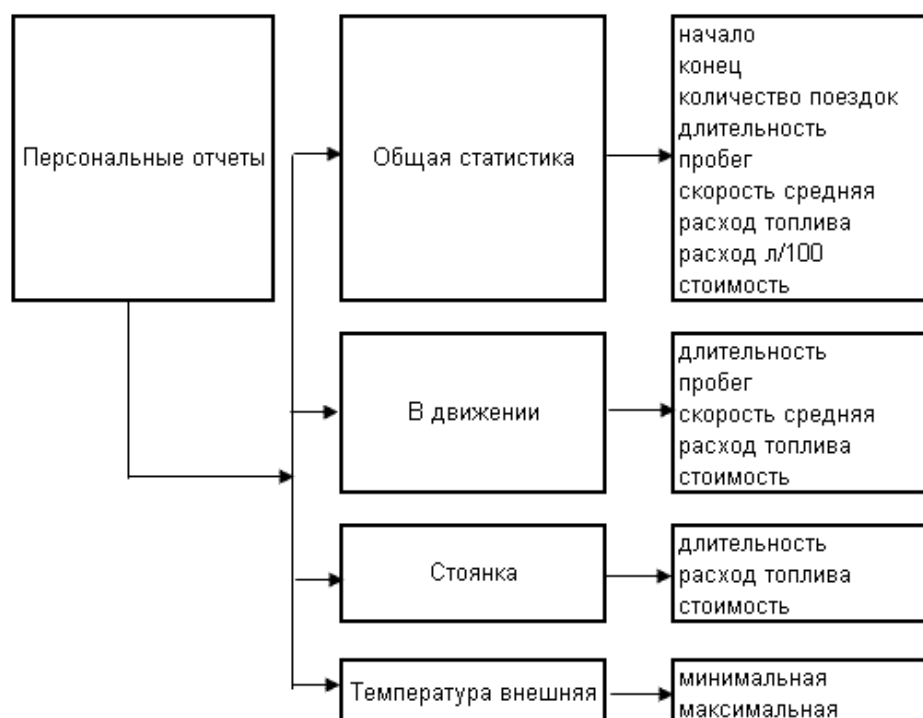 Персональные отчеты
Общая статистика
начало
конец
количество поездок
длительность
пробег
скорость средняя
расход топлива
расход л/100
стоимость
В движении
длительность
пробег
скорость средняя
расход топлива
стоимость
Стоянка
длительность
расход топлива
стоимость
Температура внешняя
минимальная
максимальная